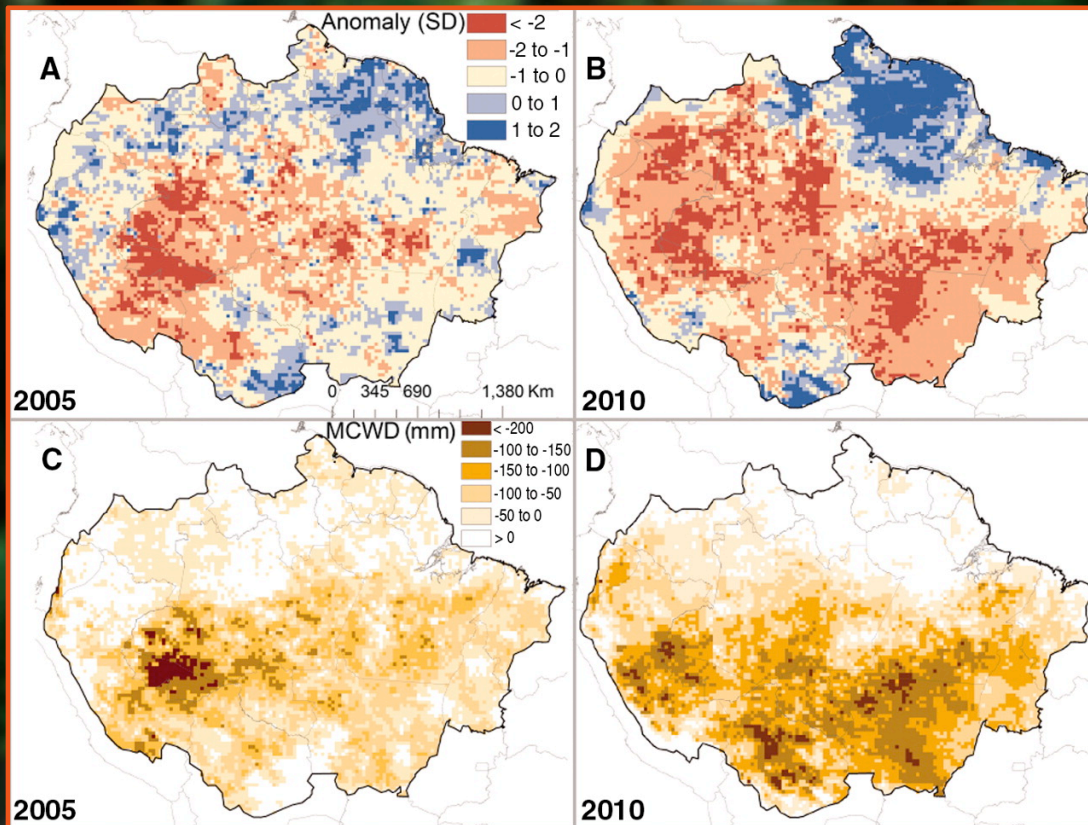 Anomaly (SD)
< -2
-2 to -1
-1 to 0
0 to 1
1 to 2
A
2005
0 345 690 1,380 Km
B
2010
MCWD (mm)
< -200
-100 to -150
-150 to -100
-100 to -50
-50 to 0
> 0
C
2005
D
2010